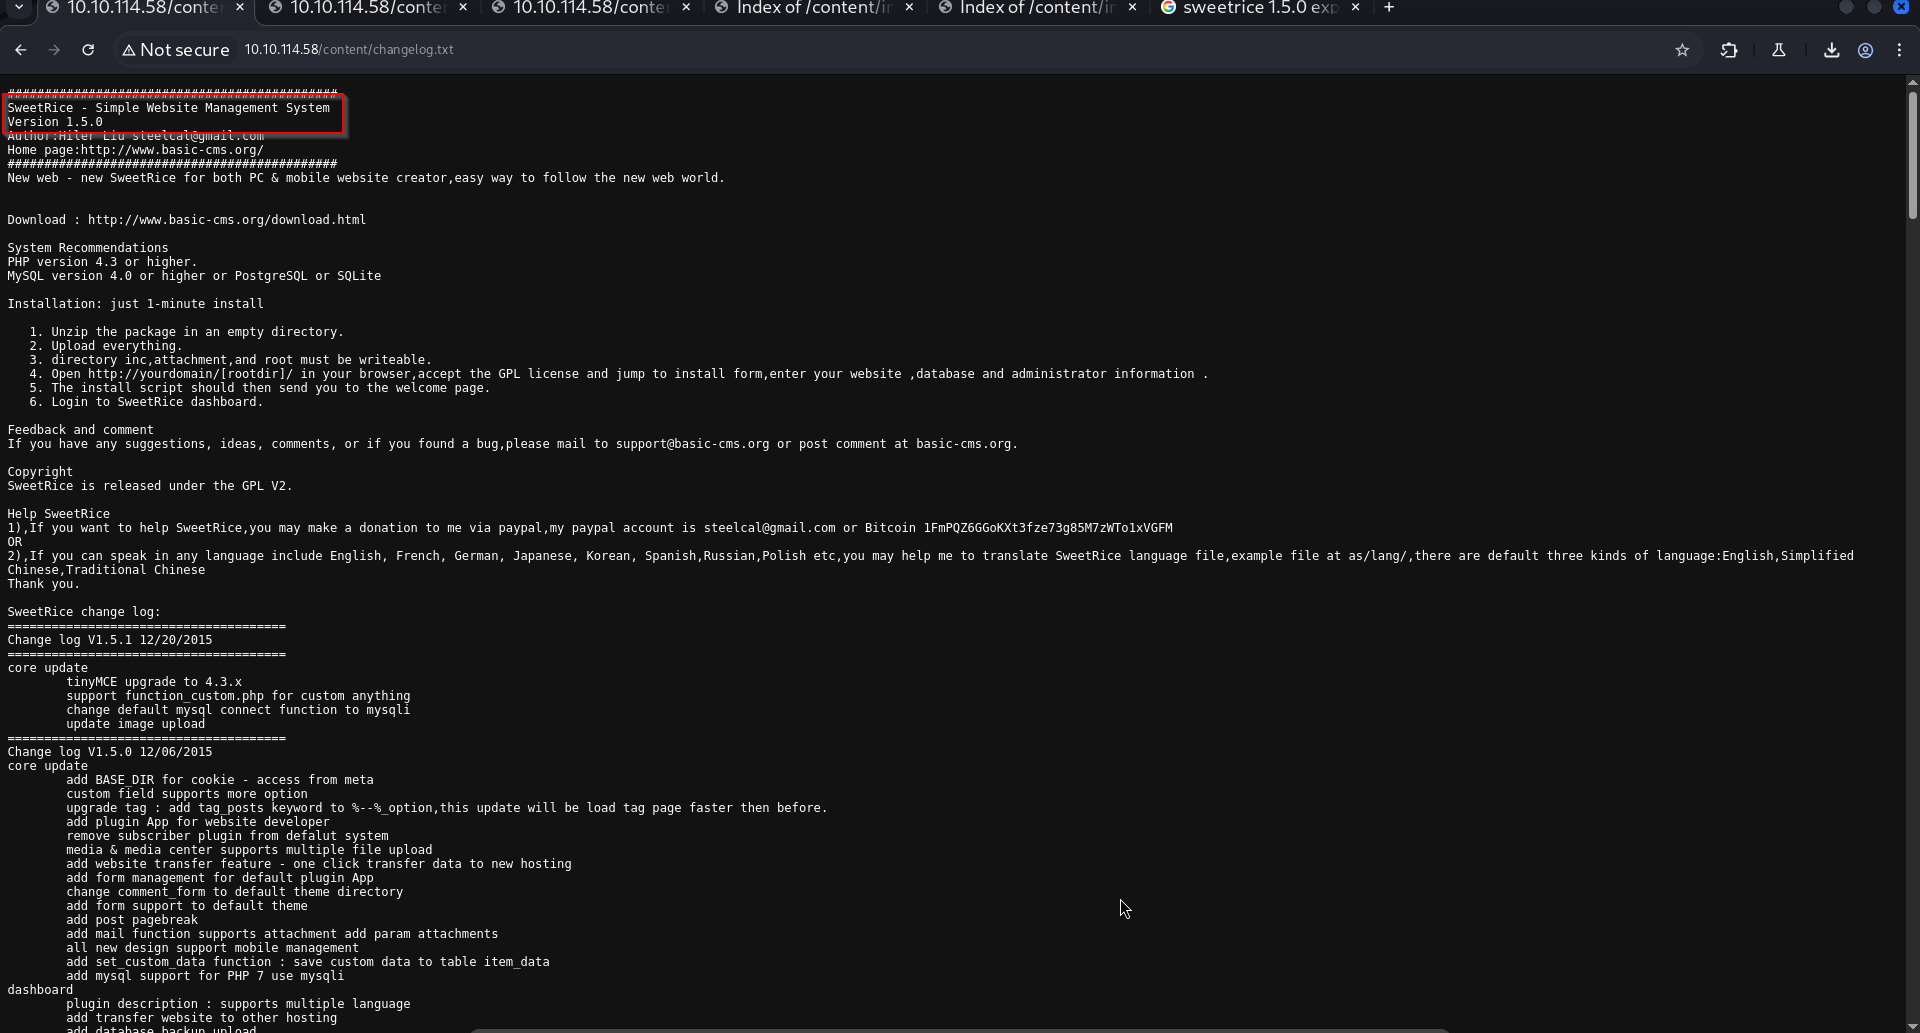 10.10.114.58/conte
10.10.114.58/conte
10.10.114.58/conte
Index of /content/in
Index of /content/in
sweetrice 1.5.0 exp
Not secure
10.10.114.58/content/changelog.txt
#############################################
SweetRice - Simple Website Management System
Version 1.5.0
Author:Hiler Liu steelcal@gmail.com
Home page:http://www.basic-cms.org/
#############################################
New web - new SweetRice for both PC & mobile website creator,easy way to follow the new web world.
Download : http://www.basic-cms.org/download.html
System Recommendations
PHP version 4.3 or higher.
MySQL version 4.0 or higher or PostgreSQL or SQLite
Installation: just 1-minute install
1. Unzip the package in an empty directory.
2. Upload everything.
3. directory inc,attachment,and root must be writeable.
4. Open http://yourdomain/[rootdir]/ in your browser,accept the GPL license and jump to install form,enter your website ,database and administrator information .
5. The install script should then send you to the welcome page.
6. Login to SweetRice dashboard.
Feedback and comment
If you have any suggestions, ideas, comments, or if you found a bug,please mail to support@basic-cms.org or post comment at basic-cms.org.
Copyright
SweetRice is released under the GPL V2.
Help SweetRice
1),If you want to help SweetRice,you may make a donation to me via paypal,my paypal account is steelcal@gmail.com or Bitcoin 1FmPQZ6GGoKXt3fze73g85M7zWTo1xVGFM
OR
2),If you can speak in any language include English, French, German, Japanese, Korean, Spanish,Russian,Polish etc,you may help me to translate SweetRice language file,example file at as/lang/,there are default three kinds of language:English,Simplified
Chinese,Traditional Chinese
Thank you.
SweetRice change log:
======================================
Change log V1.5.1 12/20/2015
======================================
core update
tinyMCE upgrade to 4.3.x
support function_custom.php for custom anything
change default mysql connect function to mysqli
update image upload
======================================
Change log V1.5.0 12/06/2015
core update
add BASE_DIR for cookie - access from meta
custom field supports more option
upgrade tag : add tag_posts keyword to %--%_option,this update will be load tag page faster then before.
add plugin App for website developer
remove subscriber plugin from defalut system
media & media center supports multiple file upload
add website transfer feature - one click transfer data to new hosting
add form management for default plugin App
change comment_form to default theme directory
add form support to default theme
add post pagebreak
add mail function supports attachment add param attachments
all new design support mobile management
add set_custom_data function : save custom data to table item_data
add mysql support for PHP 7 use mysqli
dashboard
plugin description : supports multiple language
add transfer website to other hosting
add database backup upload